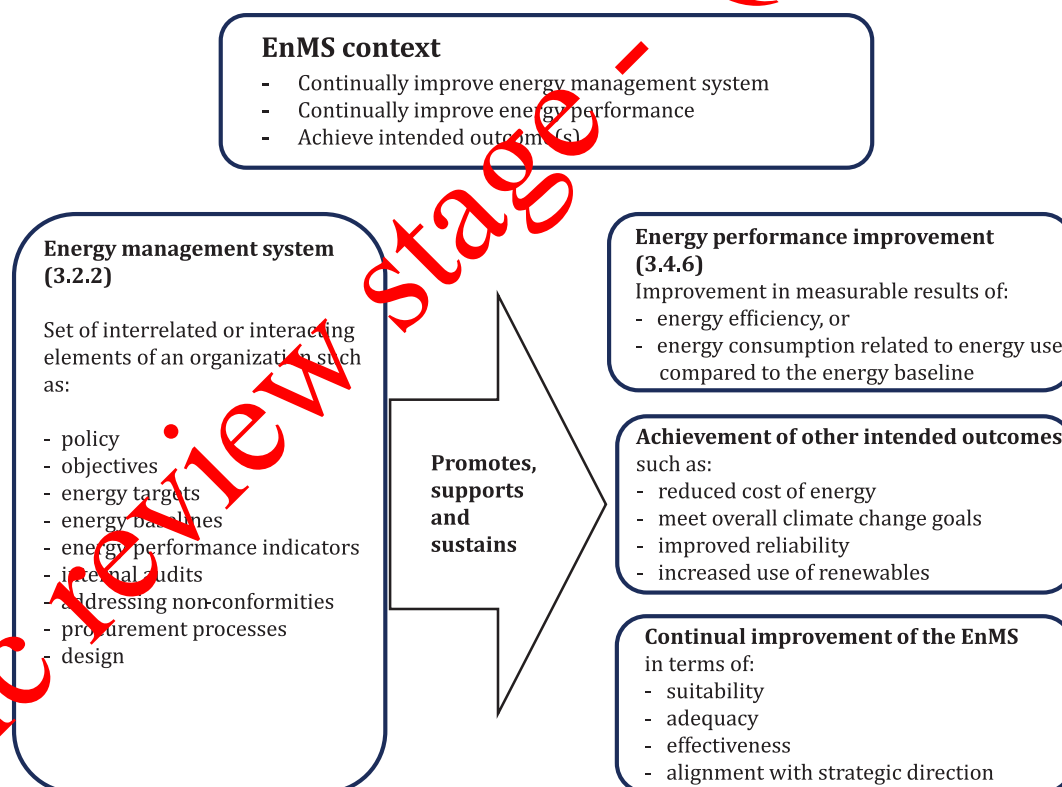 EnMS context
- Continually improve energy management system
- Continually improve energy performance
- Achieve intended outcome(s)
Energy management system
(3.2.2)
Set of interrelated or interacting
elements of an organization such
as:
- policy
- objectives
- energy targets
- energy baselines
- energy performance indicators
- internal audits
- addressing non-conformities
- procurement processes
- design
Promotes,
supports
and
sustains
Energy performance improvement
(3.4.6)
Improvement in measurable results of:
- energy efficiency, or
- energy consumption related to energy use
compared to the energy baseline
Achievement of other intended outcomes
such as:
- reduced cost of energy
- meet overall climate change goals
- improved reliability
- increased use of renewables
Continual improvement of the EnMS
in terms of:
- suitability
- adequacy
- effectiveness
- alignment with strategic direction
c review stage -